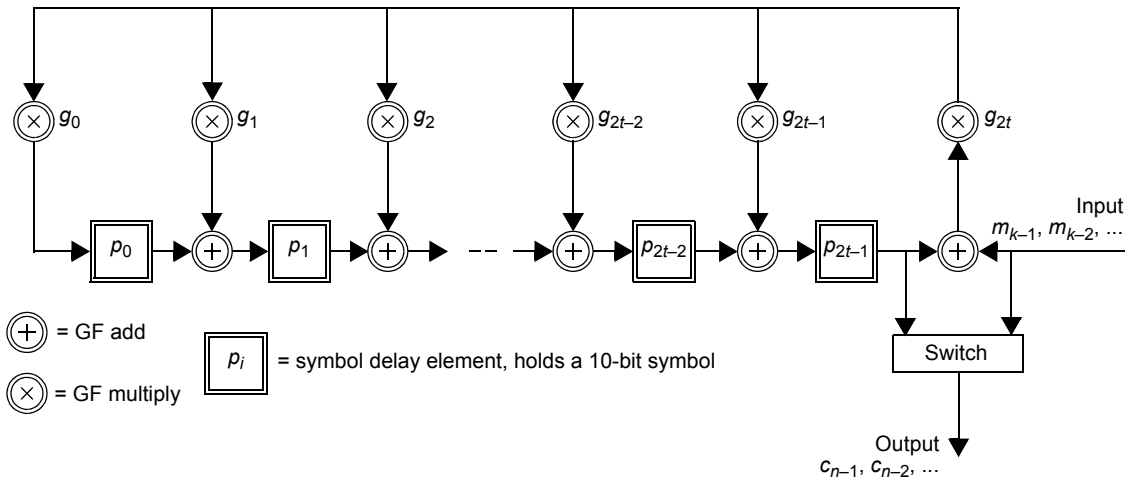 g₀ g₁ g₂ g₂ₜ₋₂ g₂ₜ₋₁ g₂ₜ
Input
mₖ₋₁, mₖ₋₂, ...
p₀ p₁ p₂ₜ₋₂ p₂ₜ₋₁
= GF add
pᵢ = symbol delay element, holds a 10-bit symbol
= GF multiply
Switch
Output
cₙ₋₁, cₙ₋₂, ...